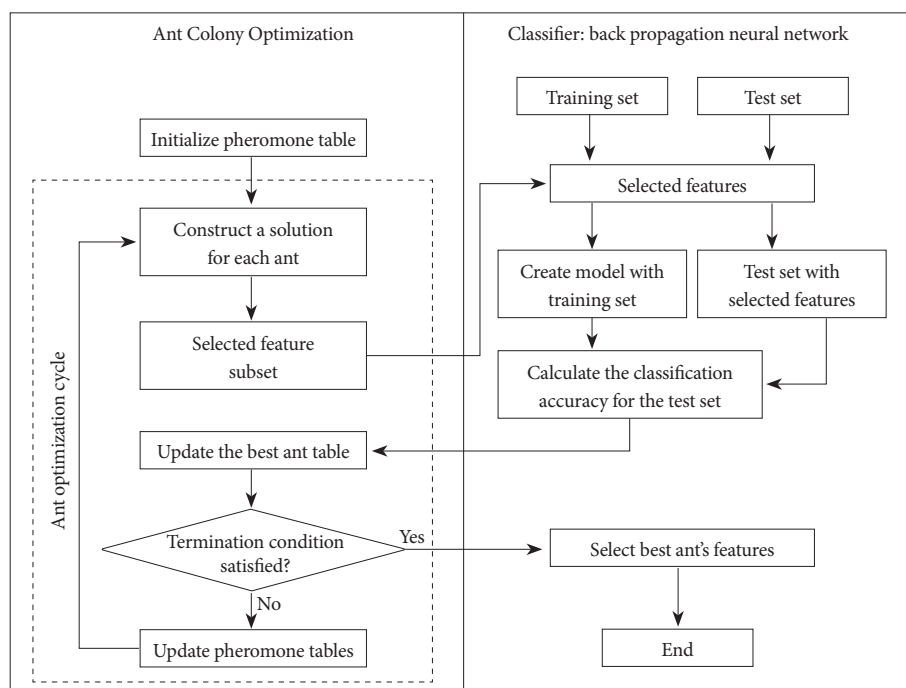 Ant Colony Optimization
Initialize pheromone table
Construct a solution
for each ant
Selected feature
subset
Update the best ant table
Termination condition
satisfied?
Yes
No
Update pheromone tables
Ant optimization cycle
Classifier: back propagation neural network
Training set
Test set
Selected features
Create model with
training set
Test set with
selected features
Calculate the classification
accuracy for the test set
Select best ant's features
End